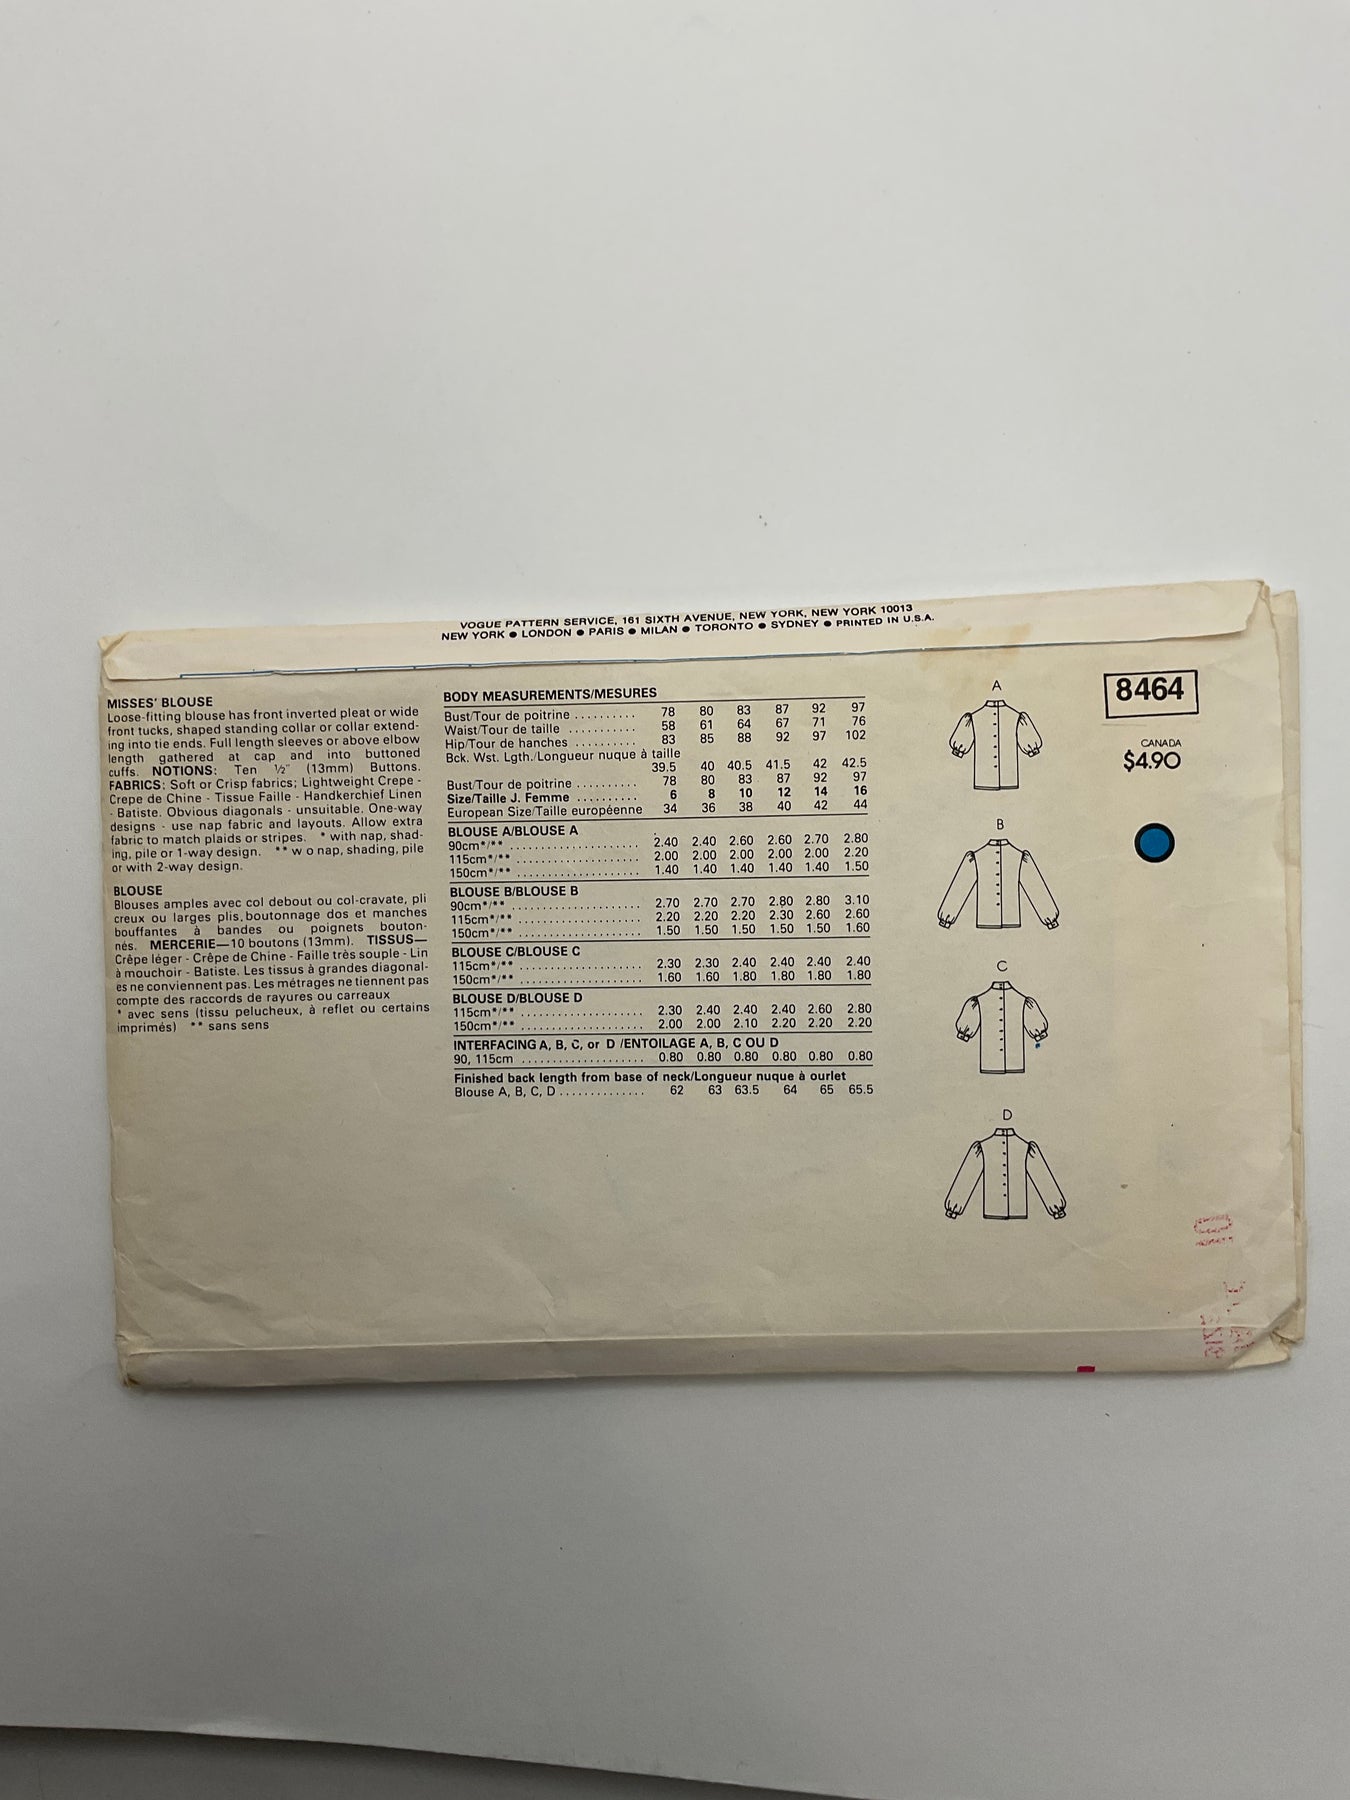 VOGUE PATTERN SERVICE, 161 SIXTH AVENUE, NEW YORK, NEW YORK 10013
NEW YORK ● LONDON ● PARIS ● MILAN ● TORONTO ● SYDNEY ● PRINTED IN U.S.A.
MISSES' BLOUSE
Loose-fitting blouse has front inverted pleat or wide
front tucks, shaped standing collar or collar extend-
ing into tie ends. Full length sleeves or above elbow
length gathered at cap and into buttoned
cuffs. NOTIONS: Ten ½" (13mm) Buttons.
FABRICS: Soft or Crisp fabrics; Lightweight Crepe -
Crepe de Chine - Tissue Faille - Handkerchief Linen
- Batiste. Obvious diagonals - unsuitable. One-way
designs - use nap fabric and layouts. Allow extra
fabric to match plaids or stripes. * with nap, shad-
ing, pile or 1-way design. ** w o nap, shading, pile
or with 2-way design.
BLOUSE
Blouses amples avec col debout ou col-cravate, pli
creux ou larges plis, boutonnage dos et manches
bouffantes à bandes ou poignets bouton-
nés. MERCERIE—10 boutons (13mm). TISSUS—
Crêpe léger - Crêpe de Chine - Faille très souple - Lin
à mouchoir - Batiste. Les tissus à grandes diagonal-
es ne conviennent pas. Les métrages ne tiennent pas
compte des raccords de rayures ou carreaux
* avec sens (tissu pelucheux, à reflet ou certains
imprimés) ** sans sens
BODY MEASUREMENTS/MESURES
Bust/Tour de poitrine .......... 78 80 83 87 92 97
Waist/Tour de taille .......... 58 61 64 67 71 76
Hip/Tour de hanches .......... 83 85 88 92 97 102
Bck. Wst. Lgth./Longueur nuque à taille
39.5 40 40.5 41.5 42 42.5
Bust/Tour de poitrine .......... 78 80 83 87 92 97
Size/Taille J. Femme .......... 6 8 10 12 14 16
European Size/Taille européenne 34 36 38 40 42 44
BLOUSE A/BLOUSE A
90cm*/** .................... 2.40 2.40 2.60 2.60 2.70 2.80
115cm*/** .................... 2.00 2.00 2.00 2.00 2.00 2.20
150cm*/** .................... 1.40 1.40 1.40 1.40 1.40 1.50
BLOUSE B/BLOUSE B
90cm*/** .................... 2.70 2.70 2.70 2.80 2.80 3.10
115cm*/** .................... 2.20 2.20 2.20 2.30 2.60 2.60
150cm*/** .................... 1.50 1.50 1.50 1.50 1.50 1.60
BLOUSE C/BLOUSE C
115cm*/** .................... 2.30 2.30 2.40 2.40 2.40 2.40
150cm*/** .................... 1.60 1.60 1.80 1.80 1.80 1.80
BLOUSE D/BLOUSE D
115cm*/** .................... 2.30 2.40 2.40 2.40 2.60 2.80
150cm*/** .................... 2.00 2.00 2.10 2.20 2.20 2.20
INTERFACING A, B, C, or D /ENTOILAGE A, B, C OU D
90, 115cm .................... 0.80 0.80 0.80 0.80 0.80 0.80
Finished back length from base of neck/Longueur nuque à ourlet
Blouse A, B, C, D .............. 62 63 63.5 64 65 65.5
A
B
C
D
8464
CANADA
$4.90
10
SIZE